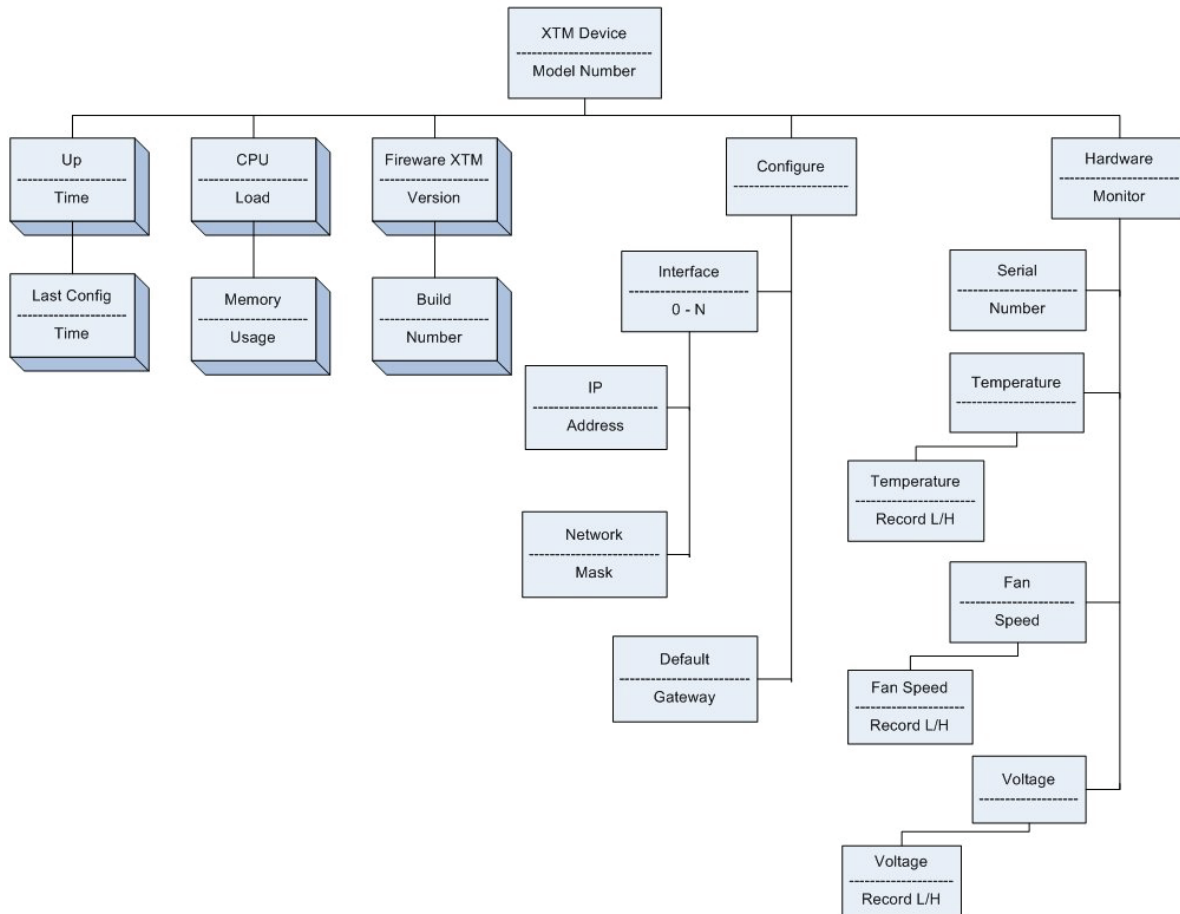 XTM Device
Model Number
Up
Time
CPU
Load
Fireware XTM
Version
Configure
Hardware
Monitor
Last Config
Time
Memory
Usage
Build
Number
Interface
0 - N
IP
Address
Network
Mask
Default
Gateway
Serial
Number
Temperature
Temperature
Record L/H
Fan
Speed
Fan Speed
Record L/H
Voltage
Voltage
Record L/H